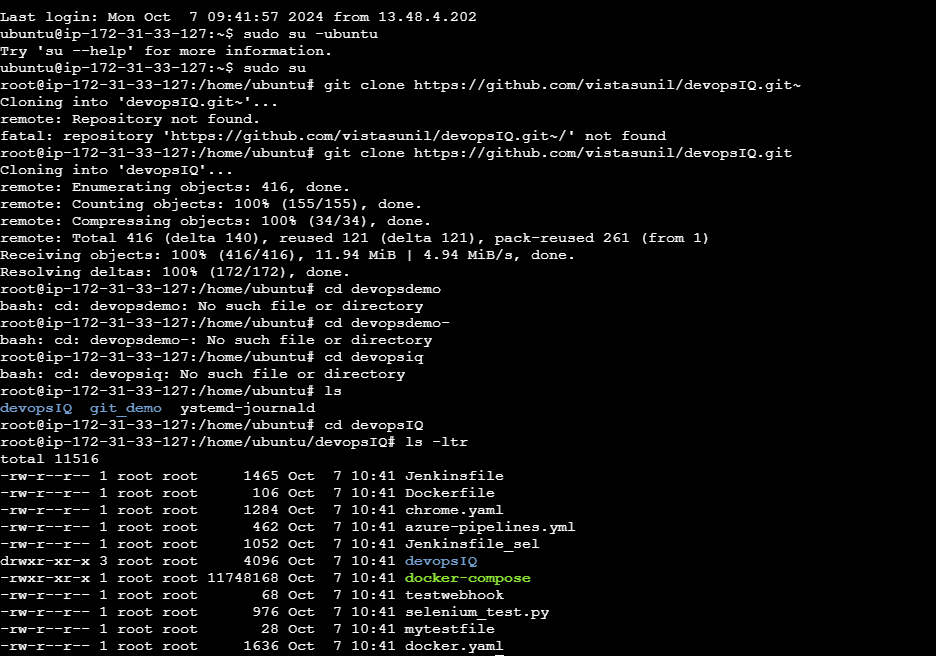 Last login: Mon Oct  7 09:41:57 2024 from 13.48.4.202
ubuntu@ip-172-31-33-127:~$ sudo su -ubuntu
Try 'su --help' for more information.
ubuntu@ip-172-31-33-127:~$ sudo su
root@ip-172-31-33-127:/home/ubuntu# git clone https://github.com/vistasunil/devopsIQ.git~
Cloning into 'devopsIQ.git~'...
remote: Repository not found.
fatal: repository 'https://github.com/vistasunil/devopsIQ.git~/' not found
root@ip-172-31-33-127:/home/ubuntu# git clone https://github.com/vistasunil/devopsIQ.git
Cloning into 'devopsIQ'...
remote: Enumerating objects: 416, done.
remote: Counting objects: 100% (155/155), done.
remote: Compressing objects: 100% (34/34), done.
remote: Total 416 (delta 140), reused 121 (delta 121), pack-reused 261 (from 1)
Receiving objects: 100% (416/416), 11.94 MiB | 4.94 MiB/s, done.
Resolving deltas: 100% (172/172), done.
root@ip-172-31-33-127:/home/ubuntu# cd devopsdemo
bash: cd: devopsdemo: No such file or directory
root@ip-172-31-33-127:/home/ubuntu# cd devopsdemo-
bash: cd: devopsdemo-: No such file or directory
root@ip-172-31-33-127:/home/ubuntu# cd devopsiq
bash: cd: devopsiq: No such file or directory
root@ip-172-31-33-127:/home/ubuntu# ls
devopsIQ  git_demo  ystemd-journald
root@ip-172-31-33-127:/home/ubuntu# cd devopsIQ
root@ip-172-31-33-127:/home/ubuntu/devopsIQ# ls -ltr
total 11516
-rw-r--r-- 1 root root     1465 Oct  7 10:41 Jenkinsfile
-rw-r--r-- 1 root root      106 Oct  7 10:41 Dockerfile
-rw-r--r-- 1 root root     1284 Oct  7 10:41 chrome.yaml
-rw-r--r-- 1 root root      462 Oct  7 10:41 azure-pipelines.yml
-rw-r--r-- 1 root root     1052 Oct  7 10:41 Jenkinsfile_sel
drwxr-xr-x 3 root root     4096 Oct  7 10:41 devopsIQ
-rwxr-xr-x 1 root root 11748168 Oct  7 10:41 docker-compose
-rw-r--r-- 1 root root       68 Oct  7 10:41 testwebhook
-rw-r--r-- 1 root root      976 Oct  7 10:41 selenium_test.py
-rw-r--r-- 1 root root       28 Oct  7 10:41 mytestfile
-rw-r--r-- 1 root root     1636 Oct  7 10:41 docker.yaml